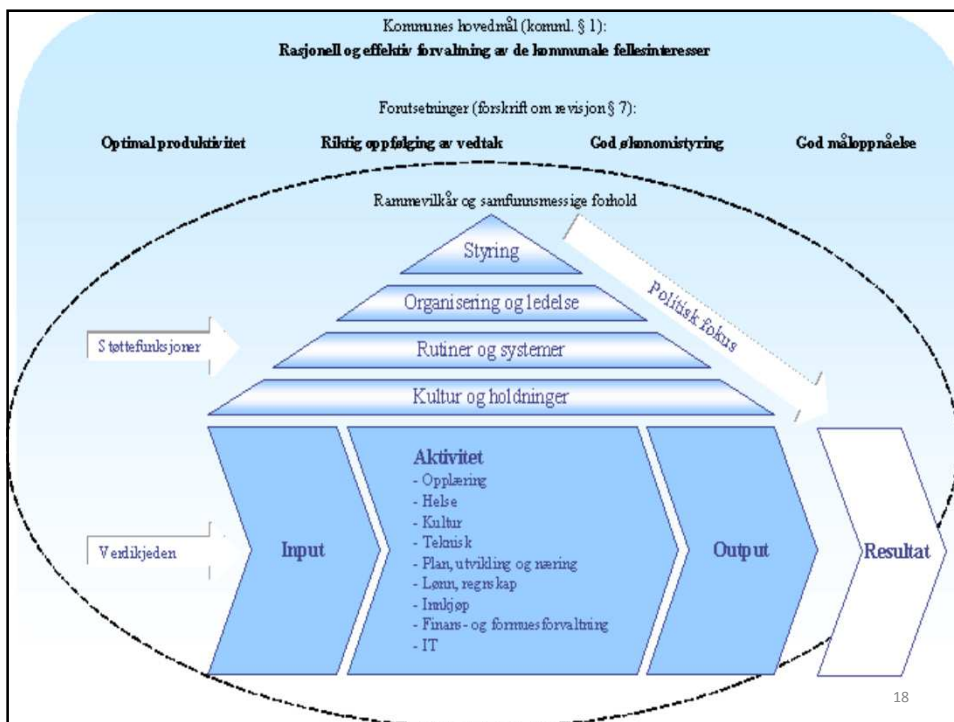 Kommunes hovedmål (komml. § 1):
Rasjonell og effektiv forvaltning av de kommunale fellesinteresser
Forutsetninger (forskrift om revisjon § 7):
Optimal produktivitet
Riktig oppfølging av vedtak
God økonomistyring
God måloppnåelse
Rammevilkår og samfunnsmessige forhold
Styring
Organisering og ledelse
Rutiner og systemer
Kultur og holdninger
Politisk fokus
Støttefunksjoner
Verdikjeden
Input
Aktivitet
- Opplæring
- Helse
- Kultur
- Teknisk
- Plan, utvikling og næring
- Lønn, regnskap
- Innkjøp
- Finans- og formuesforvaltning
- IT
Output
Resultat
18